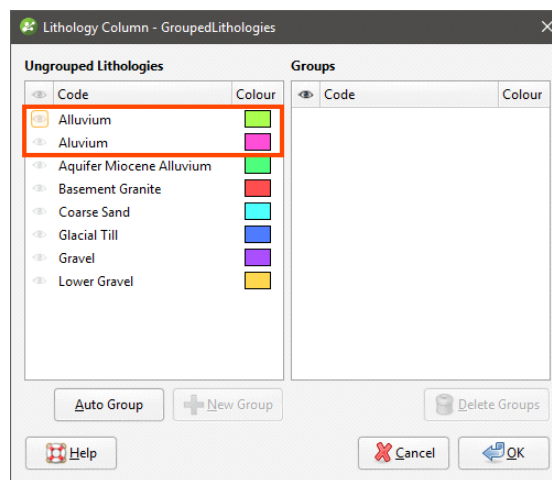 Lithology Column - GroupedLithologies
Ungrouped Lithologies Groups
Code Colour Code Colour
Alluvium
Aluvium
Aquifer Miocene Alluvium
Basement Granite
Coarse Sand
Glacial Till
Gravel
Lower Gravel
Auto Group New Group Delete Groups
Help Cancel OK